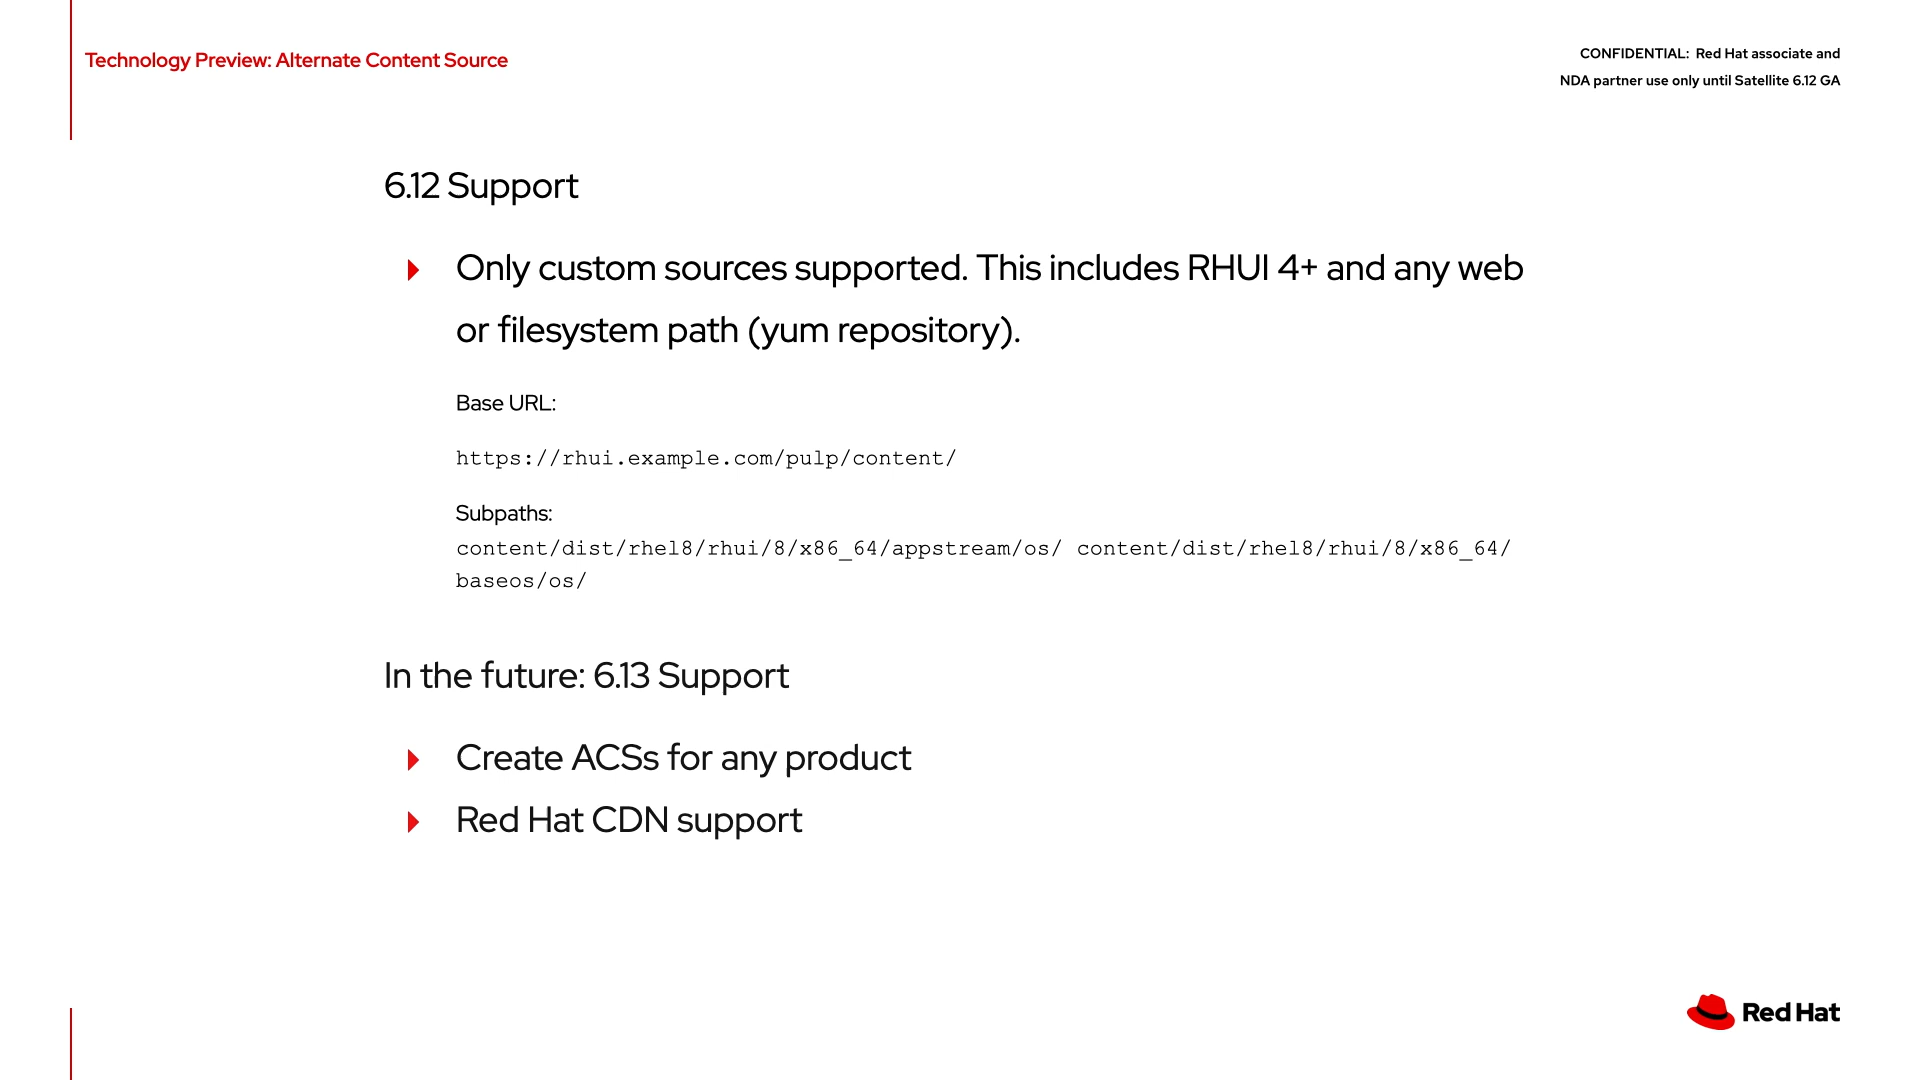 Technology Preview: Alternate Content Source
CONFIDENTIAL: Red Hat associate and
NDA partner use only until Satellite 6.12 GA
6.12 Support
Only custom sources supported. This includes RHUI 4+ and any web
or filesystem path (yum repository).
Base URL:
https://rhui.example.com/pulp/content/
Subpaths:
content/dist/rhel8/rhui/8/x86_64/appstream/os/ content/dist/rhel8/rhui/8/x86_64/
baseos/os/
In the future: 6.13 Support
Create ACSs for any product
Red Hat CDN support
Red Hat